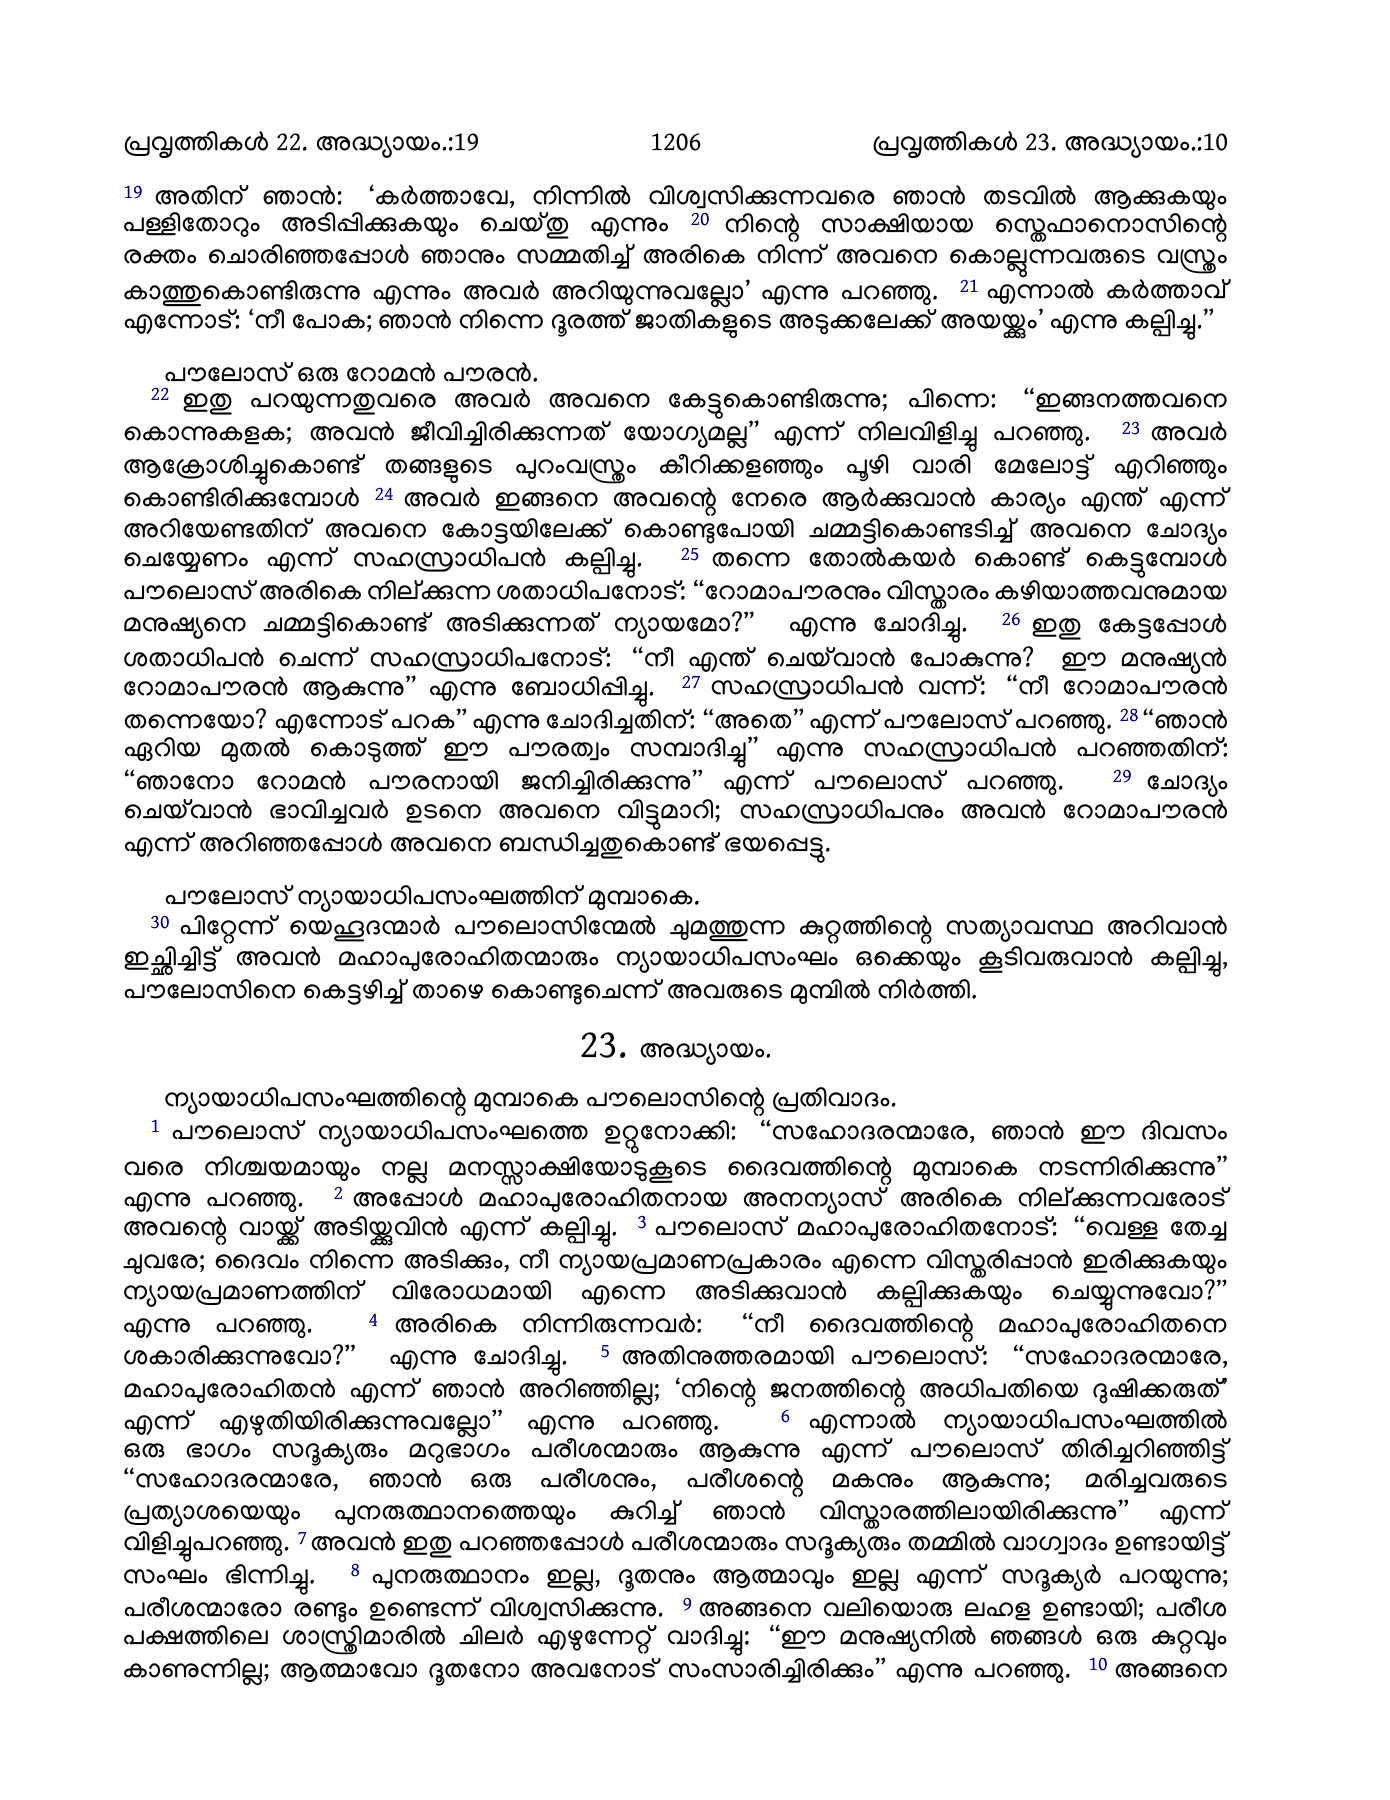 പ്രവൃത്തികൾ 22. അദ്ധ്യായം.:19 1206 പ്രവൃത്തികൾ 23. അദ്ധ്യായം.:10
19 അതിന് ഞാൻ: ‘കർത്താവേ, നിന്നിൽ വിശ്വസിക്കുന്നവരെ ഞാൻ തടവിൽ ആക്കുകയും
പള്ളിതോറും അടിപ്പിക്കുകയും ചെയ്തു എന്നും 20 നിന്റെ സാക്ഷിയായ സ്തെഫാനൊസിന്റെ
രക്തം ചൊരിഞ്ഞപ്പോൾ ഞാനും സമ്മതിച്ച് അരികെ നിന്ന് അവനെ കൊല്ലുന്നവരുടെ വസ്ത്രം
കാത്തുകൊണ്ടിരുന്നു എന്നും അവർ അറിയുന്നുവല്ലോ’ എന്നു പറഞ്ഞു. 21 എന്നാൽ കർത്താവ്
എന്നോട്: ‘നീ പോക; ഞാൻ നിന്നെ ദൂരത്ത് ജാതികളുടെ അടുക്കലേക്ക് അയയ്ക്കും’ എന്നു കല്പിച്ചു.”
പൗലോസ് ഒരു റോമൻ പൗരൻ.
22 ഇതു പറയുന്നതുവരെ അവർ അവനെ കേട്ടുകൊണ്ടിരുന്നു; പിന്നെ: “ഇങ്ങനത്തവനെ
കൊന്നുകളക; അവൻ ജീവിച്ചിരിക്കുന്നത് യോഗ്യമല്ല” എന്ന് നിലവിളിച്ചു പറഞ്ഞു. 23 അവർ
ആക്രോശിച്ചുകൊണ്ട് തങ്ങളുടെ പുറംവസ്ത്രം കീറിക്കളഞ്ഞും പൂഴി വാരി മേലോട്ട് എറിഞ്ഞും
കൊണ്ടിരിക്കുമ്പോൾ 24 അവർ ഇങ്ങനെ അവന്റെ നേരെ ആർക്കുവാൻ കാര്യം എന്ത് എന്ന്
അറിയേണ്ടതിന് അവനെ കോട്ടയിലേക്ക് കൊണ്ടുപോയി ചമ്മട്ടികൊണ്ടടിച്ച് അവനെ ചോദ്യം
ചെയ്യേണം എന്ന് സഹസ്രാധിപൻ കല്പിച്ചു. 25 തന്നെ തോൽകയർ കൊണ്ട് കെട്ടുമ്പോൾ
പൗലൊസ് അരികെ നില്ക്കുന്ന ശതാധിപനോട്: “റോമാപൗരനും വിസ്താരം കഴിയാത്തവനുമായ
മനുഷ്യനെ ചമ്മട്ടികൊണ്ട് അടിക്കുന്നത് ന്യായമോ?” എന്നു ചോദിച്ചു. 26 ഇതു കേട്ടപ്പോൾ
ശതാധിപൻ ചെന്ന് സഹസ്രാധിപനോട്: “നീ എന്ത് ചെയ്‌വാൻ പോകുന്നു? ഈ മനുഷ്യൻ
റോമാപൗരൻ ആകുന്നു” എന്നു ബോധിപ്പിച്ചു. 27 സഹസ്രാധിപൻ വന്ന്: “നീ റോമാപൗരൻ
തന്നെയോ? എന്നോട് പറക” എന്നു ചോദിച്ചതിന്: “അതെ” എന്ന് പൗലോസ് പറഞ്ഞു. 28 “ഞാൻ
ഏറിയ മുതൽ കൊടുത്ത് ഈ പൗരത്വം സമ്പാദിച്ചു” എന്നു സഹസ്രാധിപൻ പറഞ്ഞതിന്:
“ഞാനോ റോമൻ പൗരനായി ജനിച്ചിരിക്കുന്നു” എന്ന് പൗലൊസ് പറഞ്ഞു. 29 ചോദ്യം
ചെയ്‌വാൻ ഭാവിച്ചവർ ഉടനെ അവനെ വിട്ടുമാറി; സഹസ്രാധിപനും അവൻ റോമാപൗരൻ
എന്ന് അറിഞ്ഞപ്പോൾ അവനെ ബന്ധിച്ചതുകൊണ്ട് ഭയപ്പെട്ടു.
പൗലോസ് ന്യായാധിപസംഘത്തിന് മുമ്പാകെ.
30 പിറ്റേന്ന് യെഹൂദന്മാർ പൗലൊസിന്മേൽ ചുമത്തുന്ന കുറ്റത്തിന്റെ സത്യാവസ്ഥ അറിവാൻ
ഇച്ഛിച്ചിട്ട് അവൻ മഹാപുരോഹിതന്മാരും ന്യായാധിപസംഘം ഒക്കെയും കൂടിവരുവാൻ കല്പിച്ചു,
പൗലോസിനെ കെട്ടഴിച്ച് താഴെ കൊണ്ടുചെന്ന് അവരുടെ മുമ്പിൽ നിർത്തി.
23. അദ്ധ്യായം.
ന്യായാധിപസംഘത്തിന്റെ മുമ്പാകെ പൗലൊസിന്റെ പ്രതിവാദം.
1 പൗലൊസ് ന്യായാധിപസംഘത്തെ ഉറ്റുനോക്കി: “സഹോദരന്മാരേ, ഞാൻ ഈ ദിവസം
വരെ നിശ്ചയമായും നല്ല മനസ്സാക്ഷിയോടുകൂടെ ദൈവത്തിന്റെ മുമ്പാകെ നടന്നിരിക്കുന്നു”
എന്നു പറഞ്ഞു. 2 അപ്പോൾ മഹാപുരോഹിതനായ അനന്യാസ് അരികെ നില്ക്കുന്നവരോട്
അവന്റെ വായ്ക്ക് അടിയ്ക്കുവിൻ എന്ന് കല്പിച്ചു. 3 പൗലൊസ് മഹാപുരോഹിതനോട്: “വെള്ള തേച്ച
ചുവരേ; ദൈവം നിന്നെ അടിക്കും, നീ ന്യായപ്രമാണപ്രകാരം എന്നെ വിസ്തരിപ്പാൻ ഇരിക്കുകയും
ന്യായപ്രമാണത്തിന് വിരോധമായി എന്നെ അടിക്കുവാൻ കല്പിക്കുകയും ചെയ്യുന്നുവോ?”
എന്നു പറഞ്ഞു. 4 അരികെ നിന്നിരുന്നവർ: “നീ ദൈവത്തിന്റെ മഹാപുരോഹിതനെ
ശകാരിക്കുന്നുവോ?” എന്നു ചോദിച്ചു. 5 അതിനുത്തരമായി പൗലൊസ്: “സഹോദരന്മാരേ,
മഹാപുരോഹിതൻ എന്ന് ഞാൻ അറിഞ്ഞില്ല; ‘നിന്റെ ജനത്തിന്റെ അധിപതിയെ ദുഷിക്കരുത്’
എന്ന് എഴുതിയിരിക്കുന്നുവല്ലോ” എന്നു പറഞ്ഞു. 6 എന്നാൽ ന്യായാധിപസംഘത്തിൽ
ഒരു ഭാഗം സദൂക്യരും മറുഭാഗം പരീശന്മാരും ആകുന്നു എന്ന് പൗലൊസ് തിരിച്ചറിഞ്ഞിട്ട്
“സഹോദരന്മാരേ, ഞാൻ ഒരു പരീശനും, പരീശന്റെ മകനും ആകുന്നു; മരിച്ചവരുടെ
പ്രത്യാശയെയും പുനരുത്ഥാനത്തെയും കുറിച്ച് ഞാൻ വിസ്താരത്തിലായിരിക്കുന്നു” എന്ന്
വിളിച്ചുപറഞ്ഞു. 7 അവൻ ഇതു പറഞ്ഞപ്പോൾ പരീശന്മാരും സദൂക്യരും തമ്മിൽ വാഗ്വാദം ഉണ്ടായിട്ട്
സംഘം ഭിന്നിച്ചു. 8 പുനരുത്ഥാനം ഇല്ല, ദൂതനും ആത്മാവും ഇല്ല എന്ന് സദൂക്യർ പറയുന്നു;
പരീശന്മാരോ രണ്ടും ഉണ്ടെന്ന് വിശ്വസിക്കുന്നു. 9 അങ്ങനെ വലിയൊരു ലഹള ഉണ്ടായി; പരീശ
പക്ഷത്തിലെ ശാസ്ത്രിമാരിൽ ചിലർ എഴുന്നേറ്റ് വാദിച്ചു: “ഈ മനുഷ്യനിൽ ഞങ്ങൾ ഒരു കുറ്റവും
കാണുന്നില്ല; ആത്മാവോ ദൂതനോ അവനോട് സംസാരിച്ചിരിക്കും” എന്നു പറഞ്ഞു. 10 അങ്ങനെ